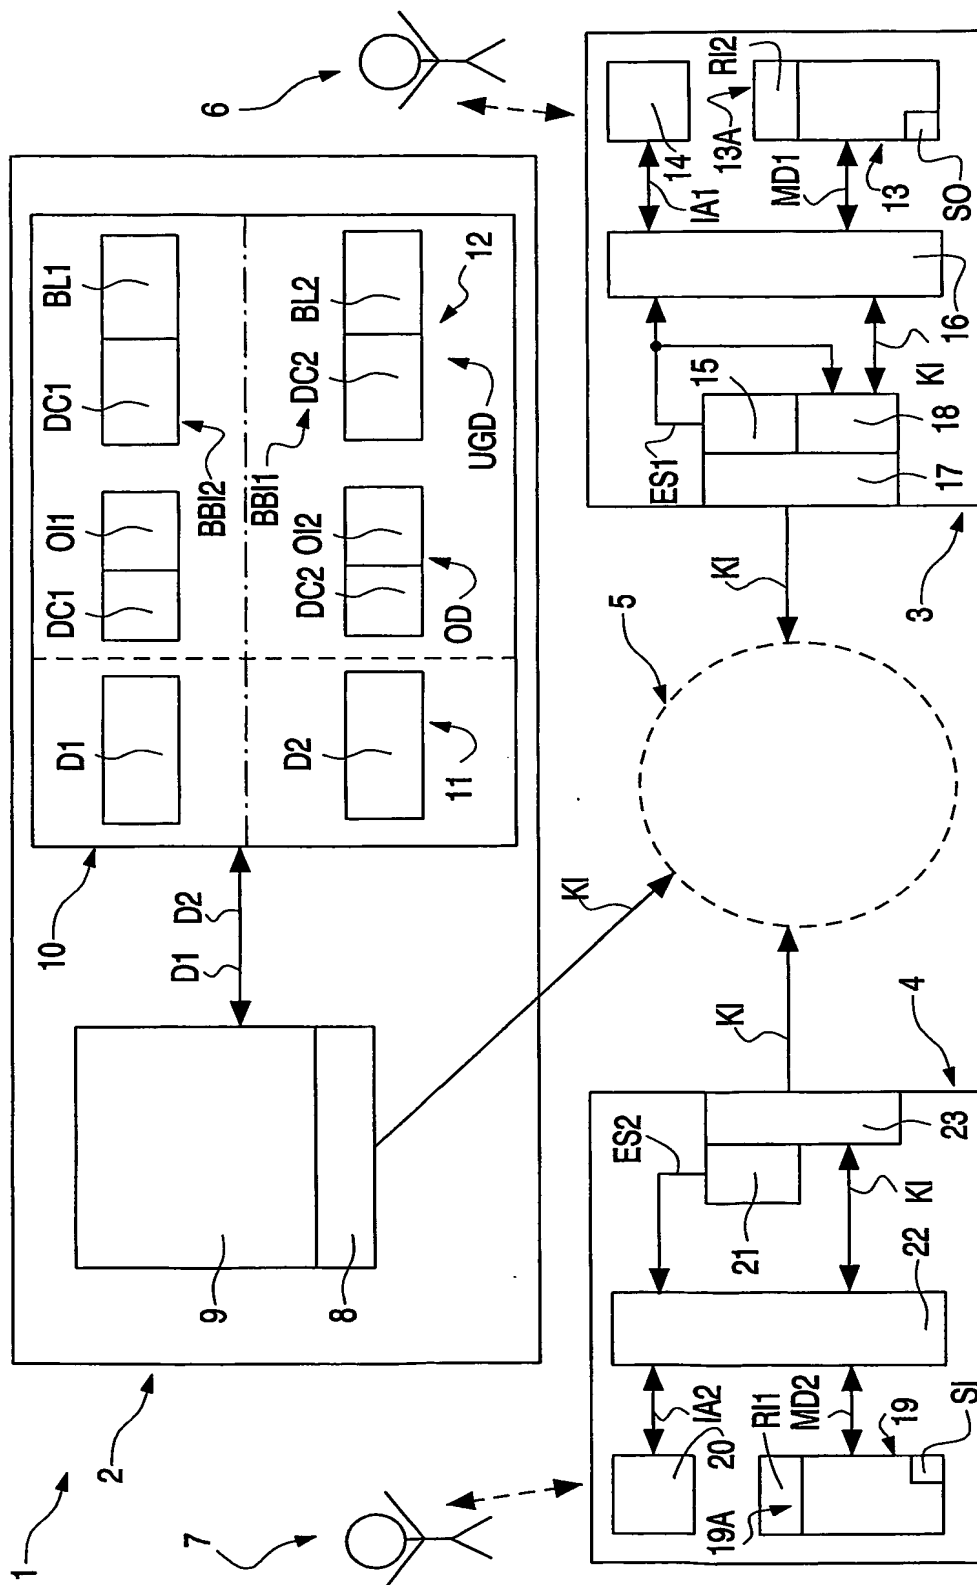 1
2
9
8
D1
D2
10
D1
DC1
OI1
DC1
BL1
BBI2
BBI1
D2
DC2
OI2
DC2
BL2
11
OD
UGD
12
7
6
KI
5
4
KI
KI
3
20
IA2
ES2
21
23
KI
22
RI1
MD2
19A
19
SI
ES1
15
IA1
14
13A
RI2
MD1
17
18
KI
16
13
SO